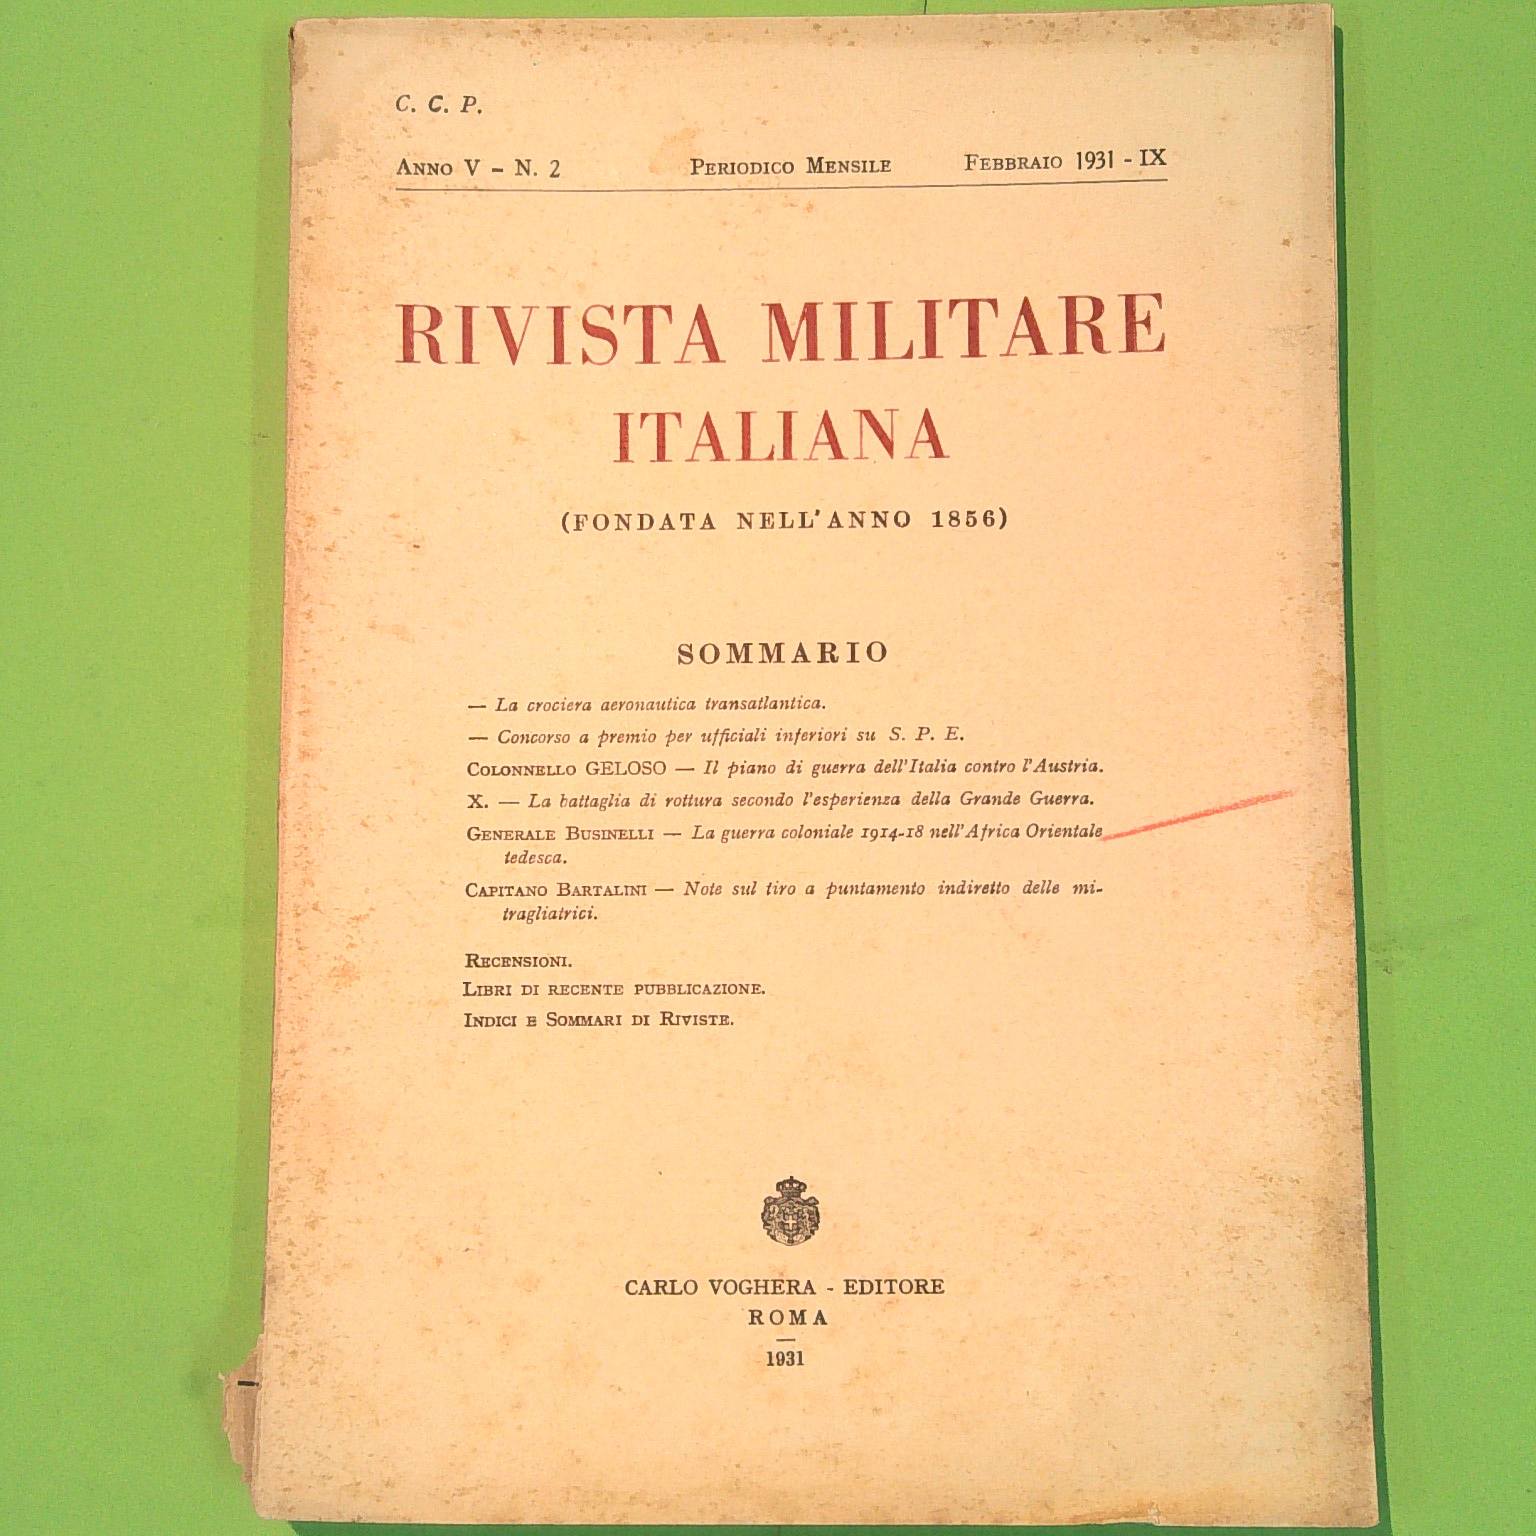 C. C. P.
Anno V – N. 2 Periodico Mensile Febbraio 1931 - IX
RIVISTA MILITARE
ITALIANA
(FONDATA NELL'ANNO 1856)
SOMMARIO
— La crociera aeronautica transatlantica.
— Concorso a premio per ufficiali inferiori su S. P. E.
Colonnello GELOSO — Il piano di guerra dell'Italia contro l'Austria.
X. — La battaglia di rottura secondo l'esperienza della Grande Guerra.
Generale Businelli — La guerra coloniale 1914-18 nell'Africa Orientale
tedesca.
Capitano Bartalini — Note sul tiro a puntamento indiretto delle mi-
tragliatrici.
Recensioni.
Libri di recente pubblicazione.
Indici e Sommari di Riviste.
CARLO VOGHERA - EDITORE
ROMA
1931